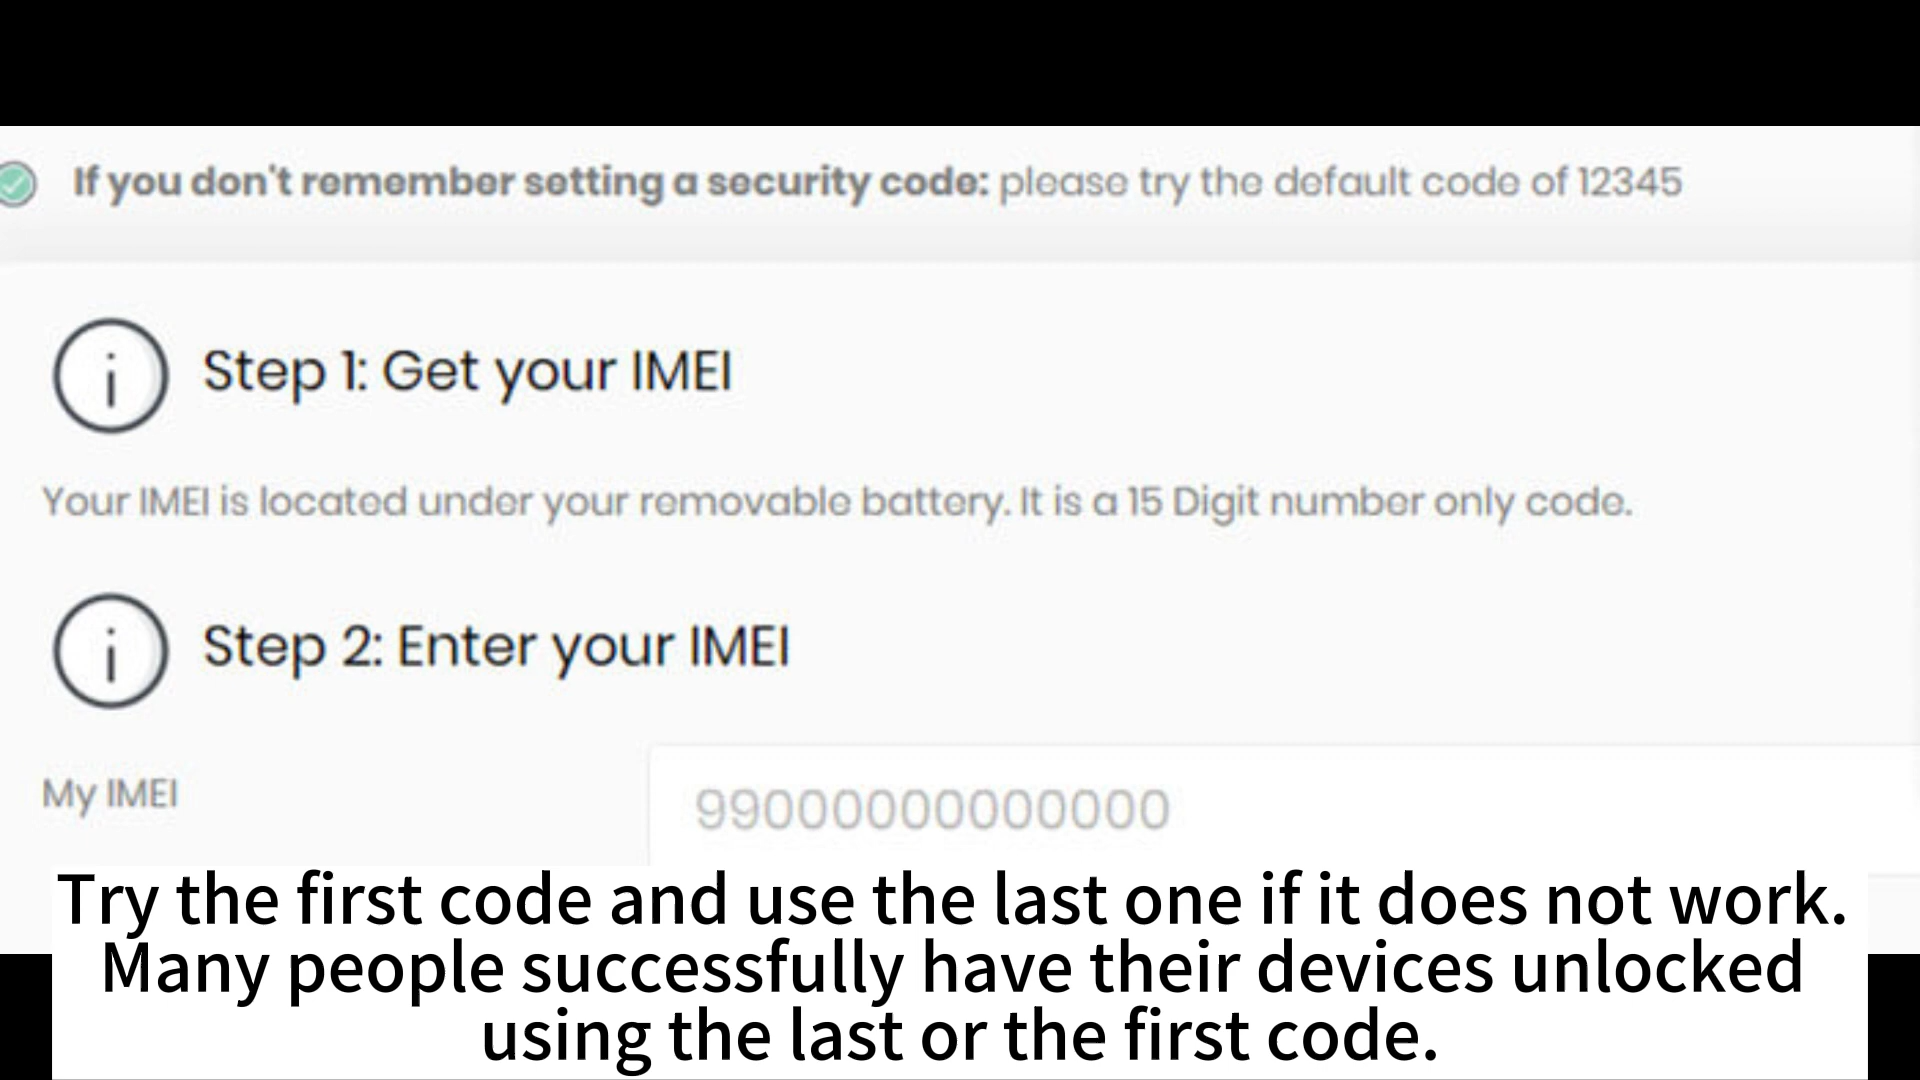 If you don't remember setting a security code: please try the default code of 12345
Step 1: Get your IMEI
Your IMEI is located under your removable battery. It is a 15 Digit number only code.
Step 2: Enter your IMEI
My IMEI
99000000000000
Try the first code and use the last one if it does not work.
Many people successfully have their devices unlocked
using the last or the first code.